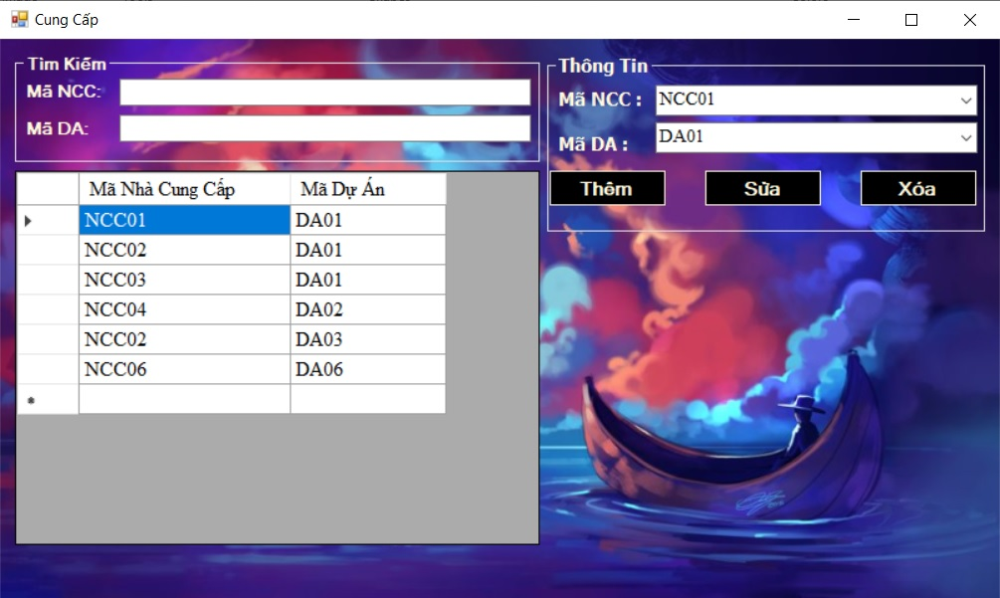 Cung Cấp
Tìm Kiếm
Mã NCC:
Mã DA:
Thông Tin
Mã NCC : NCC01
Mã DA : DA01
Thêm Sửa Xóa
Mã Nhà Cung Cấp Mã Dự Án
NCC01 DA01
NCC02 DA01
NCC03 DA01
NCC04 DA02
NCC02 DA03
NCC06 DA06